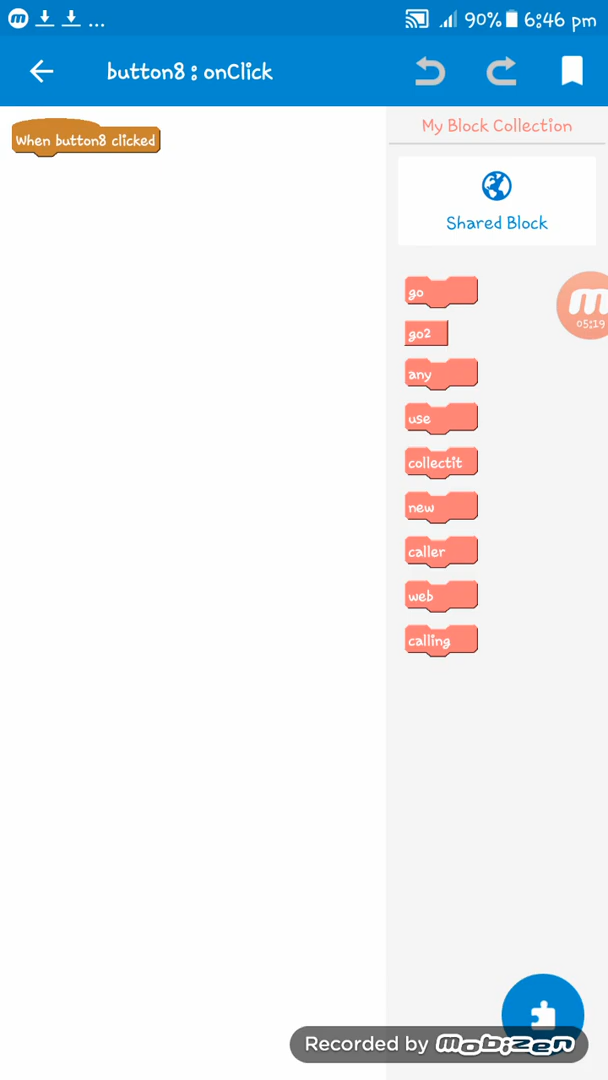 m ... 90% 6:46 pm
button8 : onClick
My Block Collection
When button8 clicked
Shared Block
go
m
05:19
go2
any
use
collectit
new
caller
web
calling
Recorded by mobizen